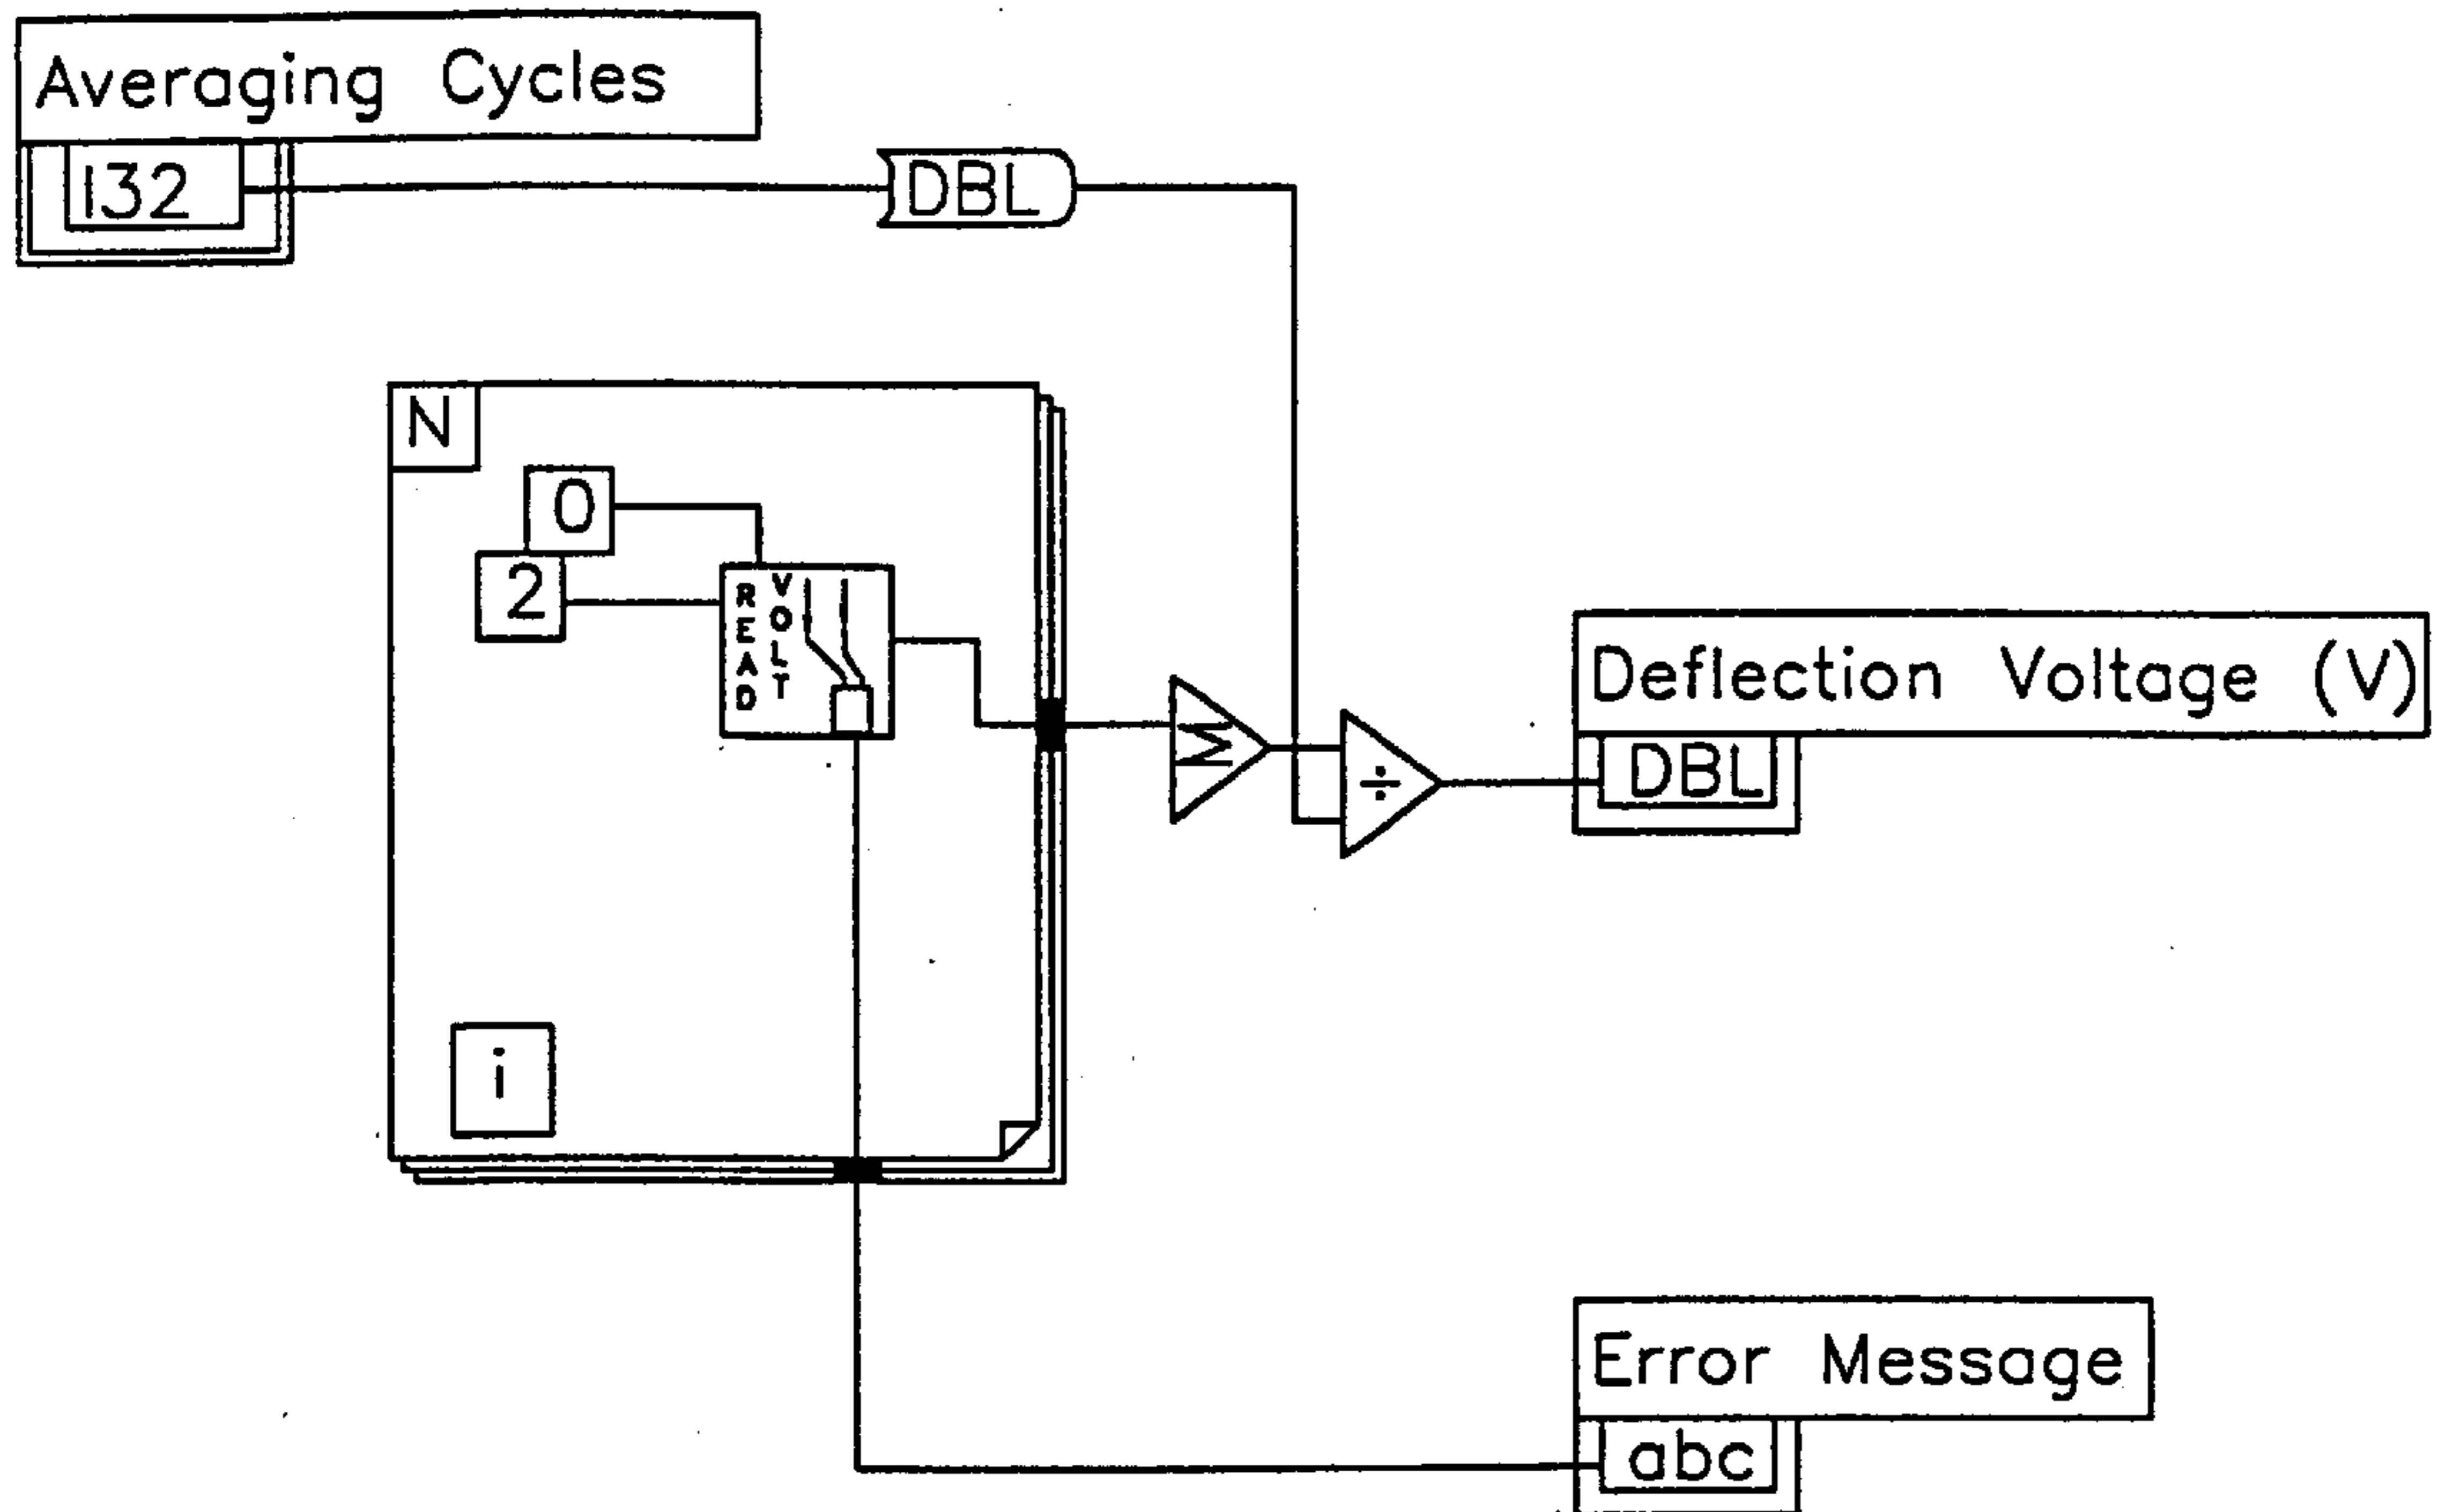 Averaging Cycles
I32
DBL
N
0
2
READ
VOLT
Σ
÷
Deflection Voltage (V)
DBL
i
Error Message
abc